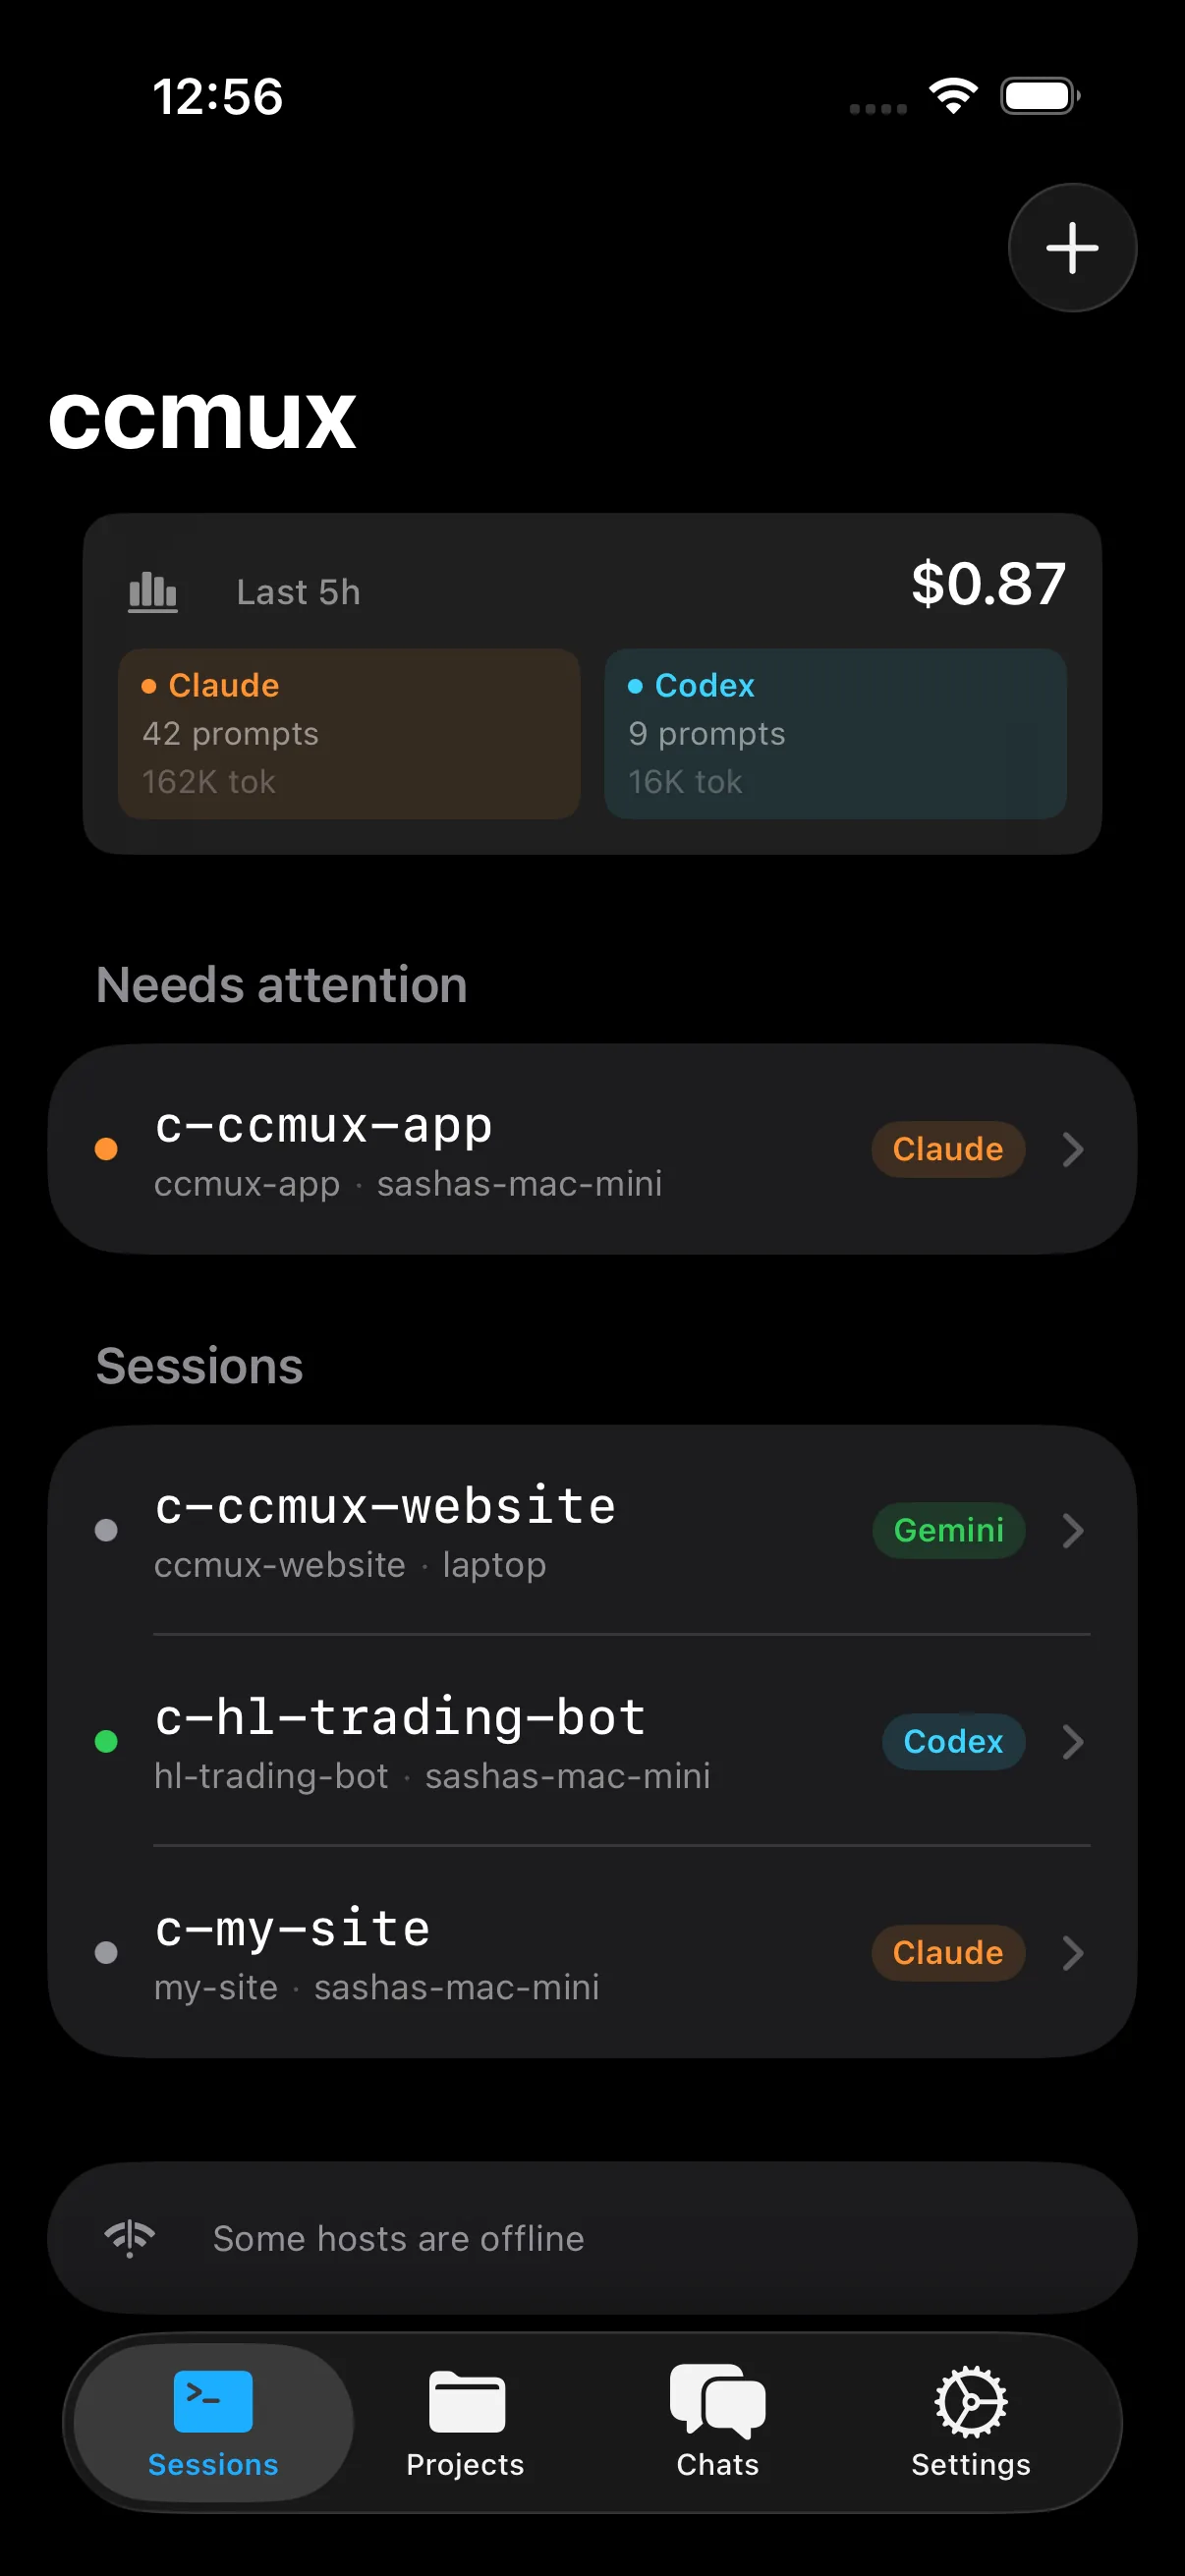 12:56
ccmux
Last 5h
$0.87
Claude
42 prompts
162K tok
Codex
9 prompts
16K tok
Needs attention
c-ccmux-app
ccmux-app · sashas-mac-mini
Claude
Sessions
c-ccmux-website
ccmux-website · laptop
Gemini
c-hl-trading-bot
hl-trading-bot · sashas-mac-mini
Codex
c-my-site
my-site · sashas-mac-mini
Claude
Some hosts are offline
Sessions
Projects
Chats
Settings